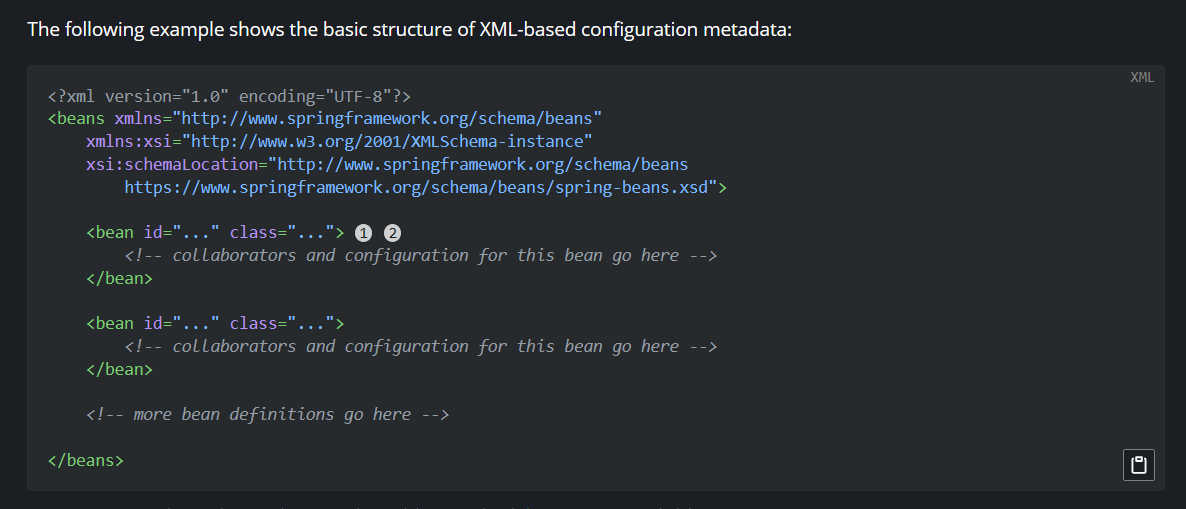 The following example shows the basic structure of XML-based configuration metadata:
XML
<?xml version="1.0" encoding="UTF-8"?>
<beans xmlns="http://www.springframework.org/schema/beans"
    xmlns:xsi="http://www.w3.org/2001/XMLSchema-instance"
    xsi:schemaLocation="http://www.springframework.org/schema/beans
        https://www.springframework.org/schema/beans/spring-beans.xsd">
    <bean id="..." class="..."> 1 2
        <!-- collaborators and configuration for this bean go here -->
    </bean>
    <bean id="..." class="...">
        <!-- collaborators and configuration for this bean go here -->
    </bean>
    <!-- more bean definitions go here -->
</beans>